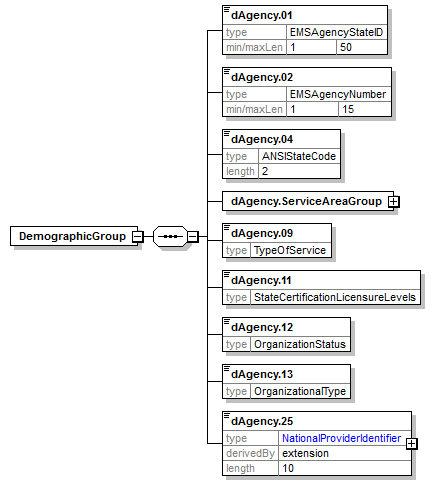 dAgency.01
type EMSAgencyStateID
min/maxLen 1 50
dAgency.02
type EMSAgencyNumber
min/maxLen 1 15
dAgency.04
type ANSIStateCode
length 2
dAgency.ServiceAreaGroup
DemographicGroup
dAgency.09
type TypeOfService
dAgency.11
type StateCertificationLicensureLevels
dAgency.12
type OrganizationStatus
dAgency.13
type OrganizationalType
dAgency.25
type NationalProviderIdentifier
derivedBy extension
length 10